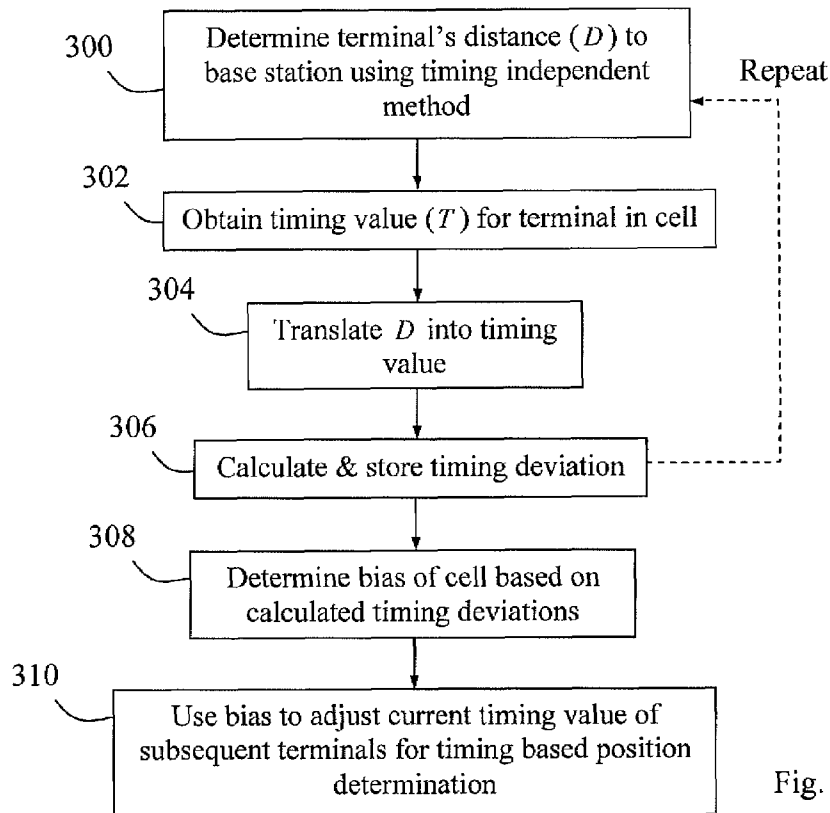 300
Determine terminal's distance (D) to
base station using timing independent
method
Repeat
302
Obtain timing value (T) for terminal in cell
304
Translate D into timing
value
306
Calculate & store timing deviation
308
Determine bias of cell based on
calculated timing deviations
310
Use bias to adjust current timing value of
subsequent terminals for timing based position
determination
Fig.